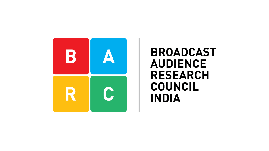 B A
R C
BROADCAST
AUDIENCE
RESEARCH
COUNCIL
INDIA